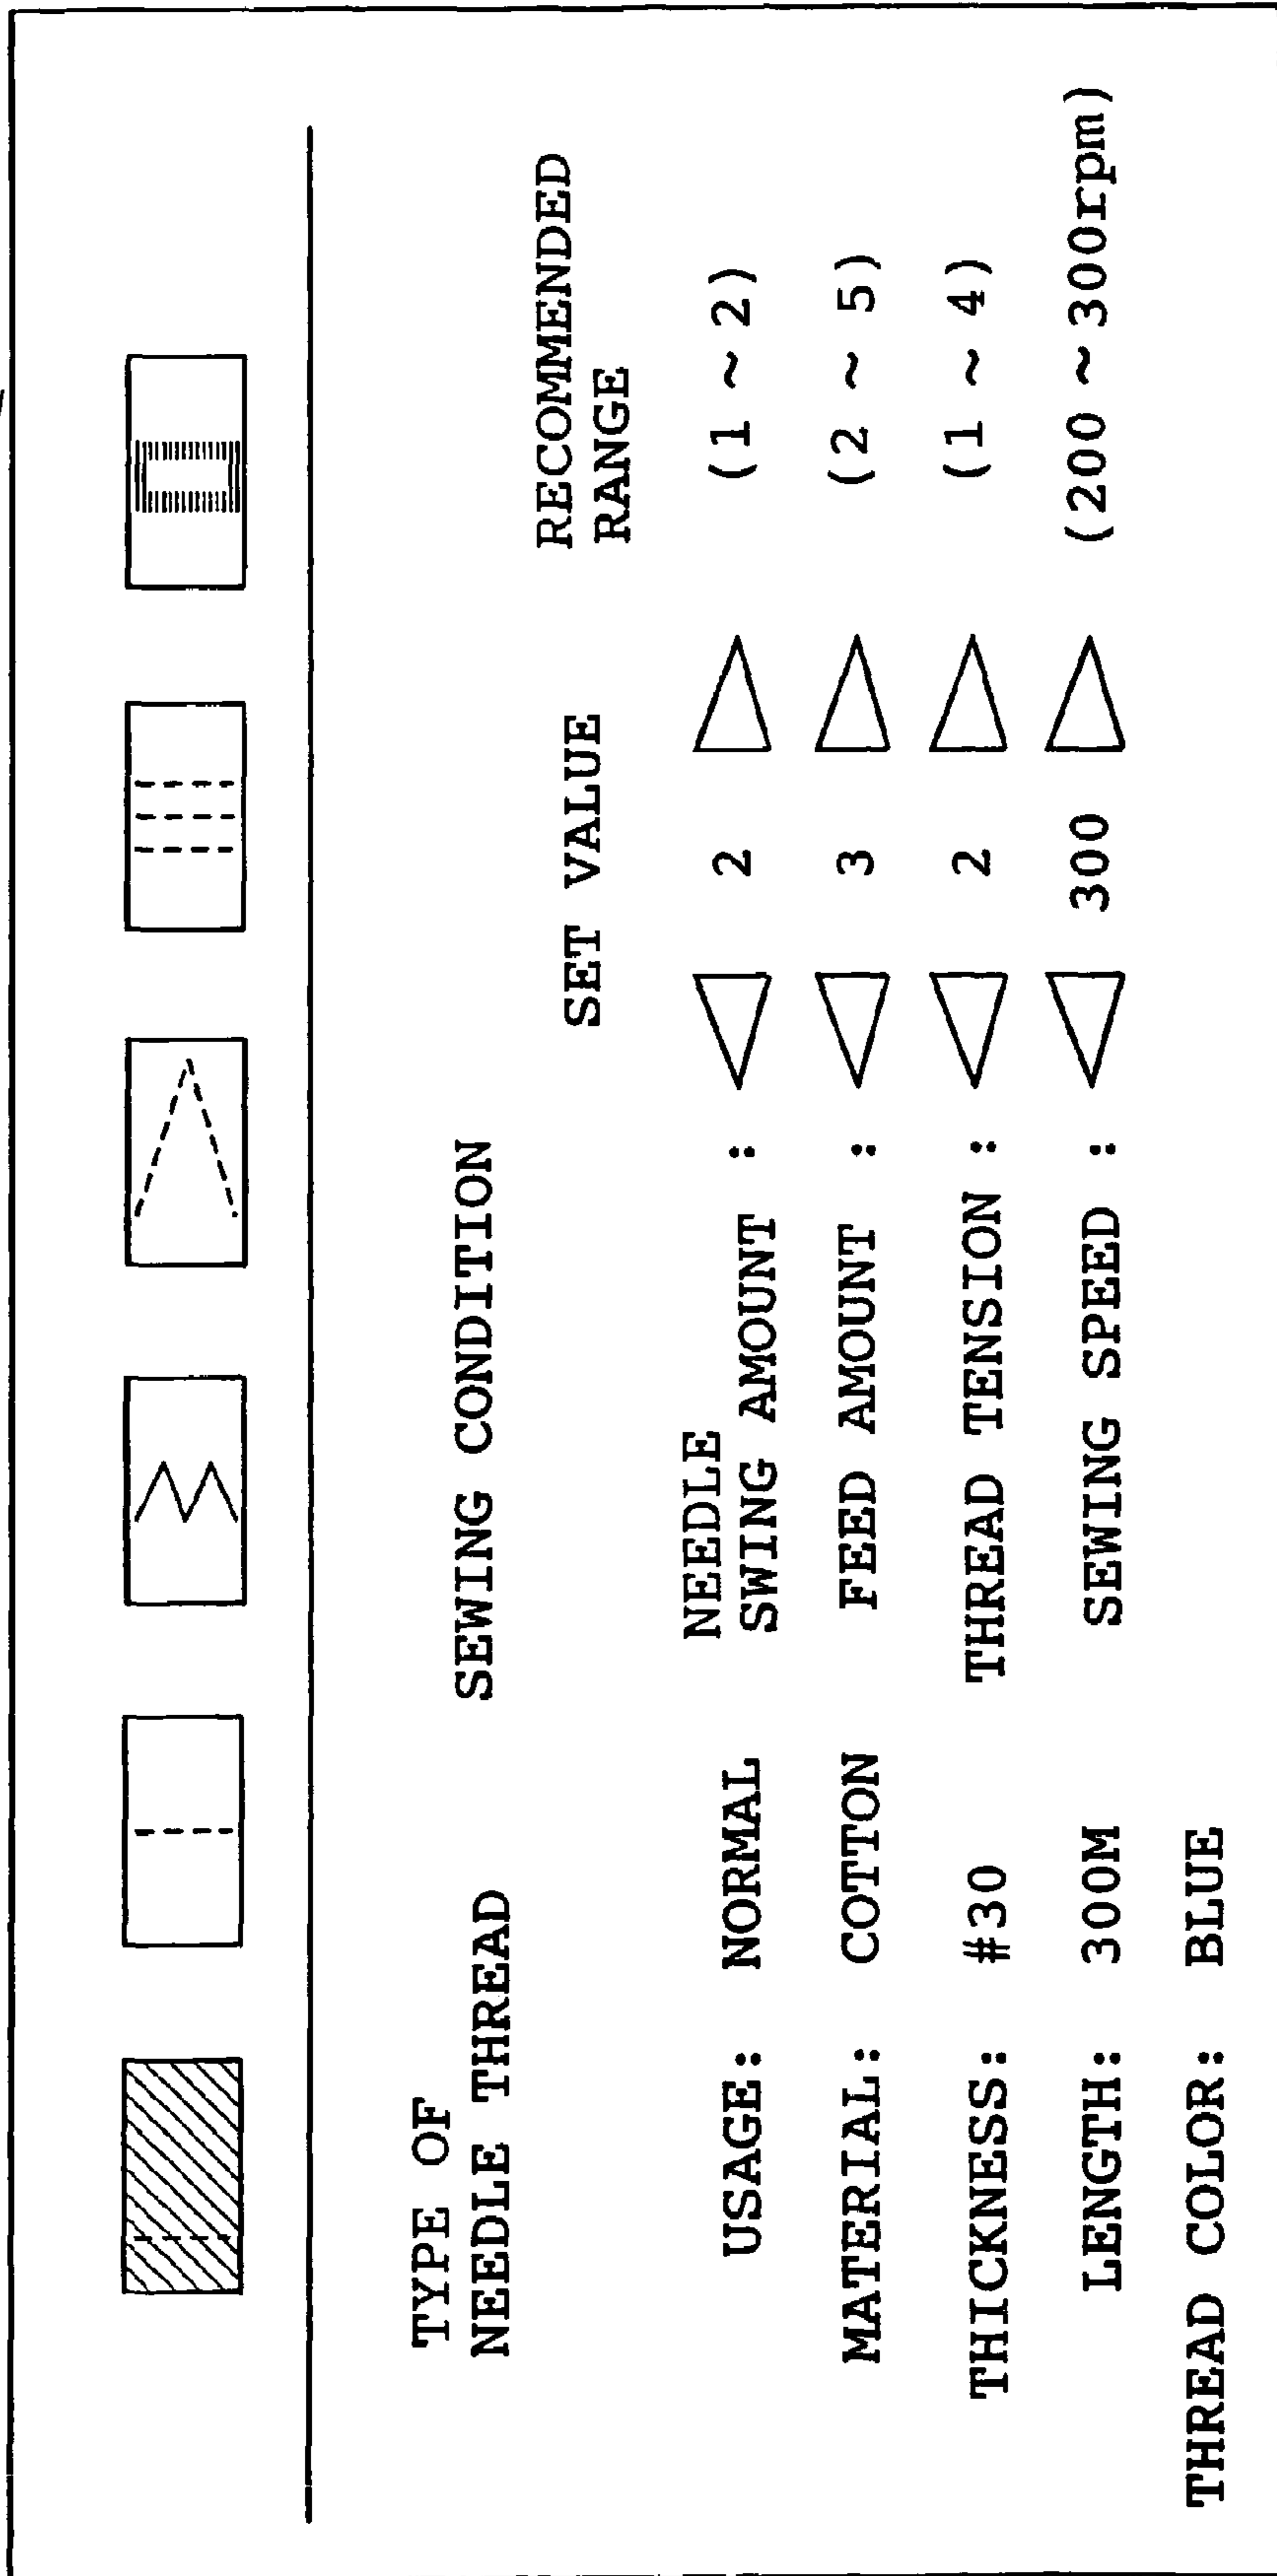 TYPE OF
NEEDLE THREAD
SEWING CONDITION
SET VALUE
RECOMMENDED
RANGE
USAGE: NORMAL
NEEDLE
SWING AMOUNT : 2 (1 ~ 2)
MATERIAL: COTTON FEED AMOUNT : 3 (2 ~ 5)
THICKNESS: #30 THREAD TENSION : 2 (1 ~ 4)
LENGTH: 300M SEWING SPEED : 300 (200 ~ 300rpm)
THREAD COLOR: BLUE